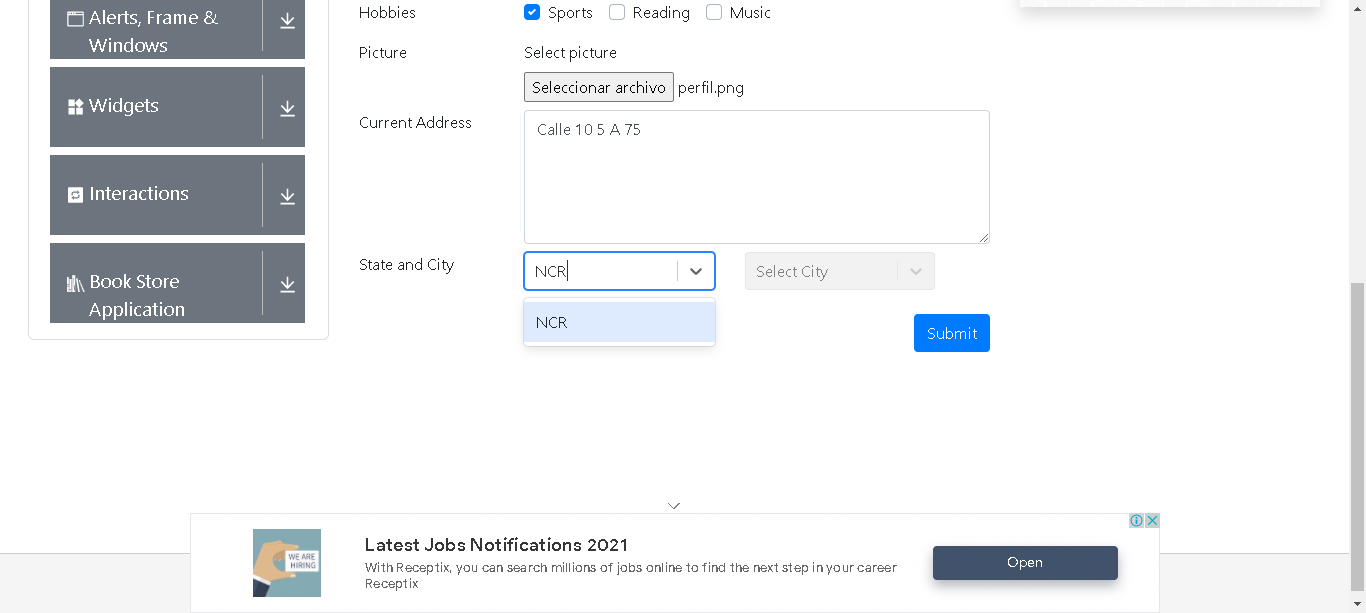 Alerts, Frame &
Windows
Widgets
Interactions
Book Store
Application
Hobbies
Sports Reading Music
Picture
Select picture
Seleccionar archivo perfil.png
Current Address
Calle 10 5 A 75
State and City
NCR
Select City
NCR
Submit
WE ARE
HIRING
Latest Jobs Notifications 2021
With Receptix, you can search millions of jobs online to find the next step in your career
Receptix
Open